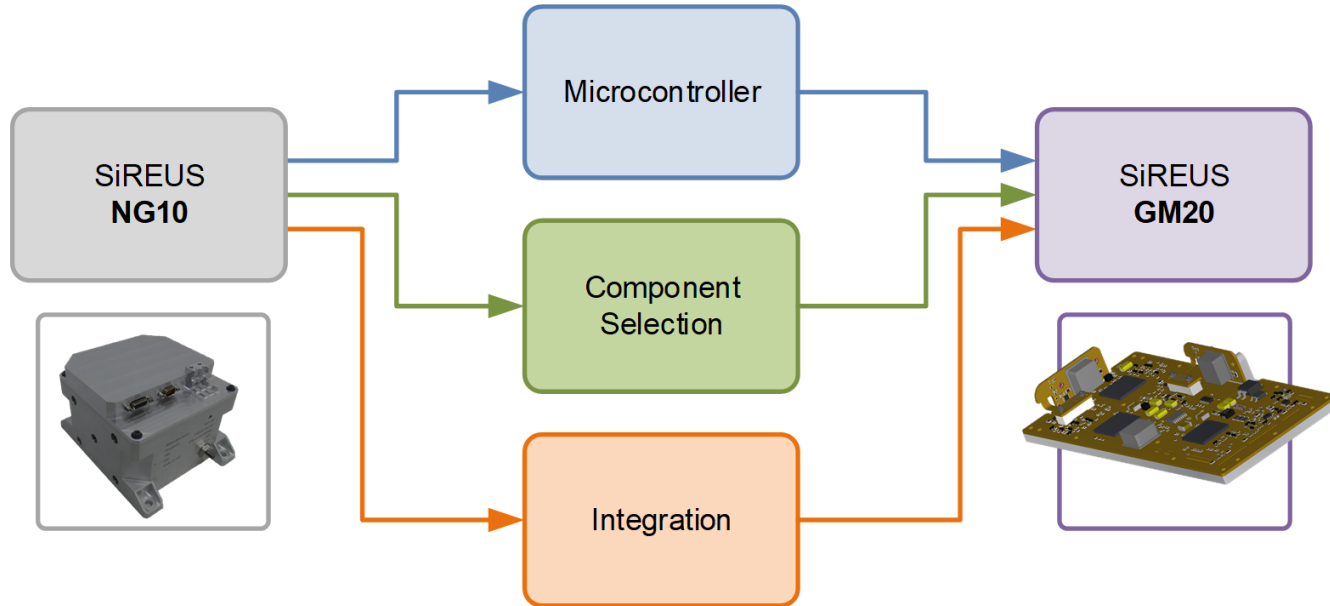 Microcontroller
SiREUS
NG10
SiREUS
GM20
Component
Selection
Integration